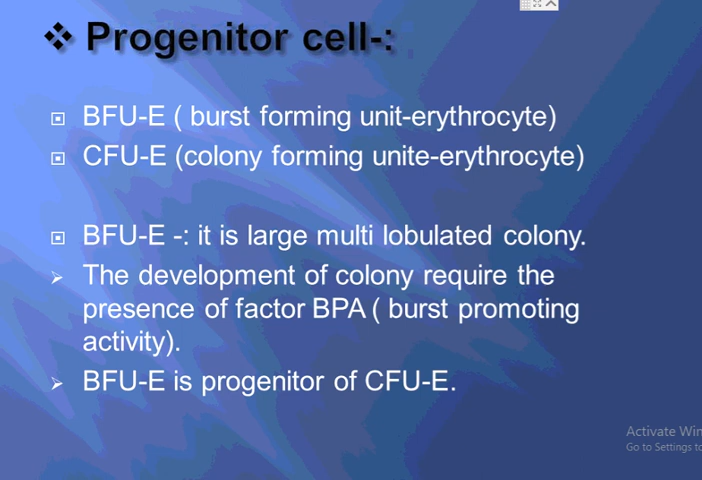 Progenitor cell-:
BFU-E ( burst forming unit-erythrocyte)
CFU-E (colony forming unite-erythrocyte)
BFU-E -: it is large multi lobulated colony.
The development of colony require the
presence of factor BPA ( burst promoting
activity).
BFU-E is progenitor of CFU-E.
Activate Win
Go to Settings to